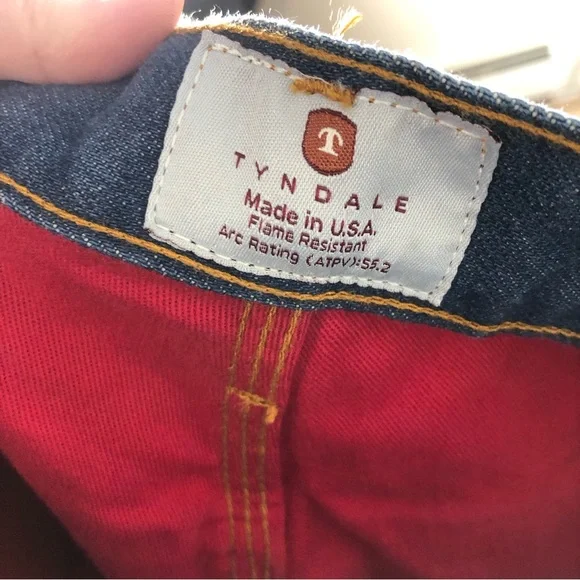 T
TYNDALE
Made in U.S.A.
Flame Resistant
Arc Rating (ATPV):55.2